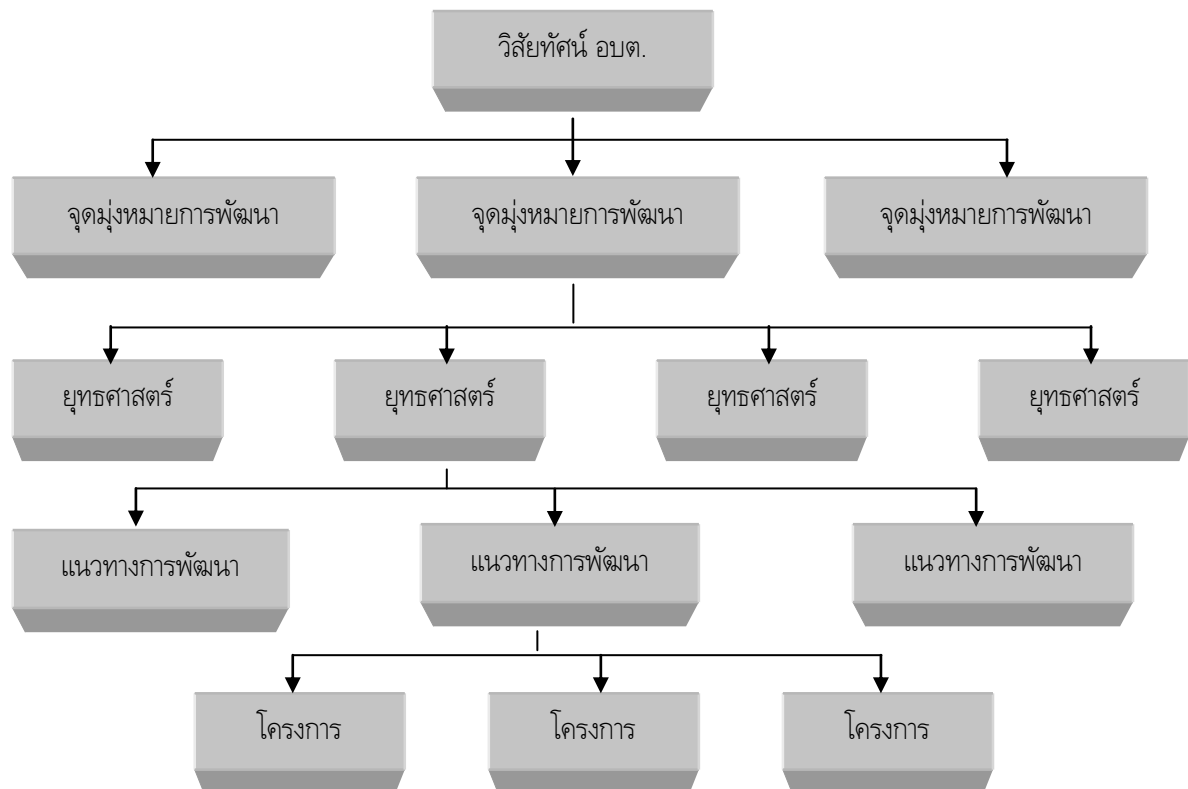 วิสัยทัศน์ อบต.
จุดมุ่งหมายการพัฒนา
จุดมุ่งหมายการพัฒนา
จุดมุ่งหมายการพัฒนา
ยุทธศาสตร์
ยุทธศาสตร์
ยุทธศาสตร์
ยุทธศาสตร์
แนวทางการพัฒนา
แนวทางการพัฒนา
แนวทางการพัฒนา
โครงการ
โครงการ
โครงการ